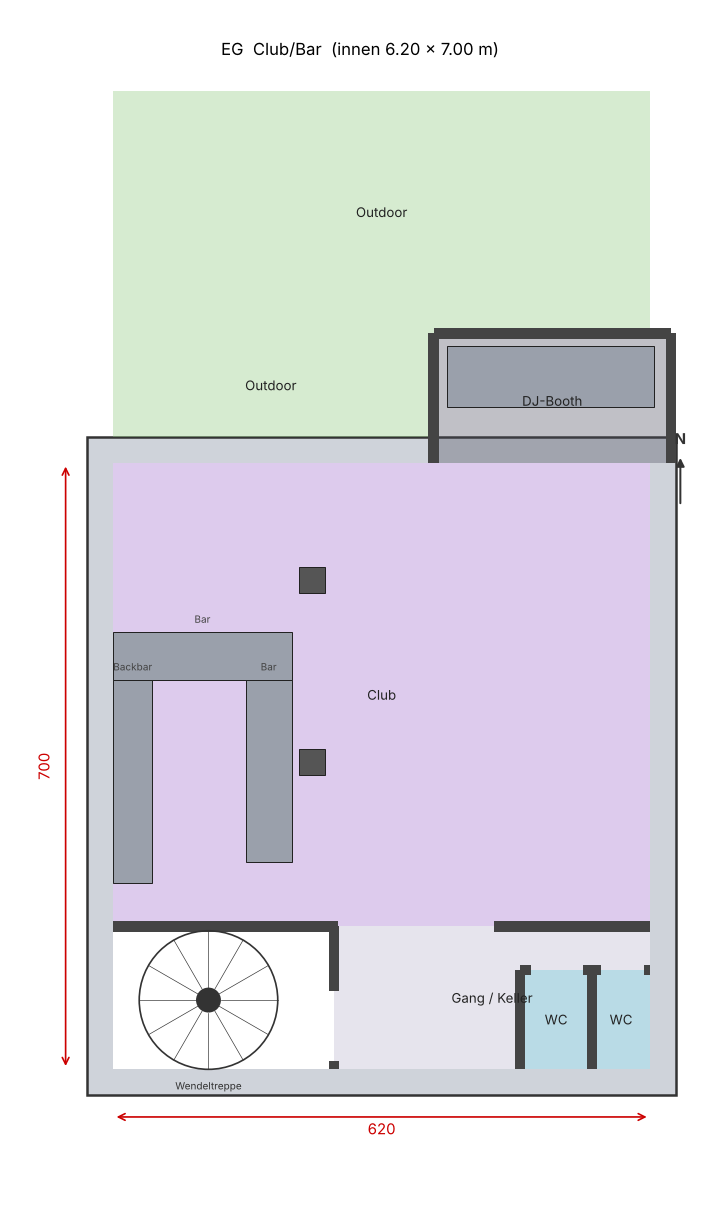 EG Club/Bar (innen 6.20 × 7.00 m)
Outdoor
Outdoor
DJ-Booth
N
Bar
Backbar
Bar
Club
700
Gang / Keller
WC
WC
Wendeltreppe
620